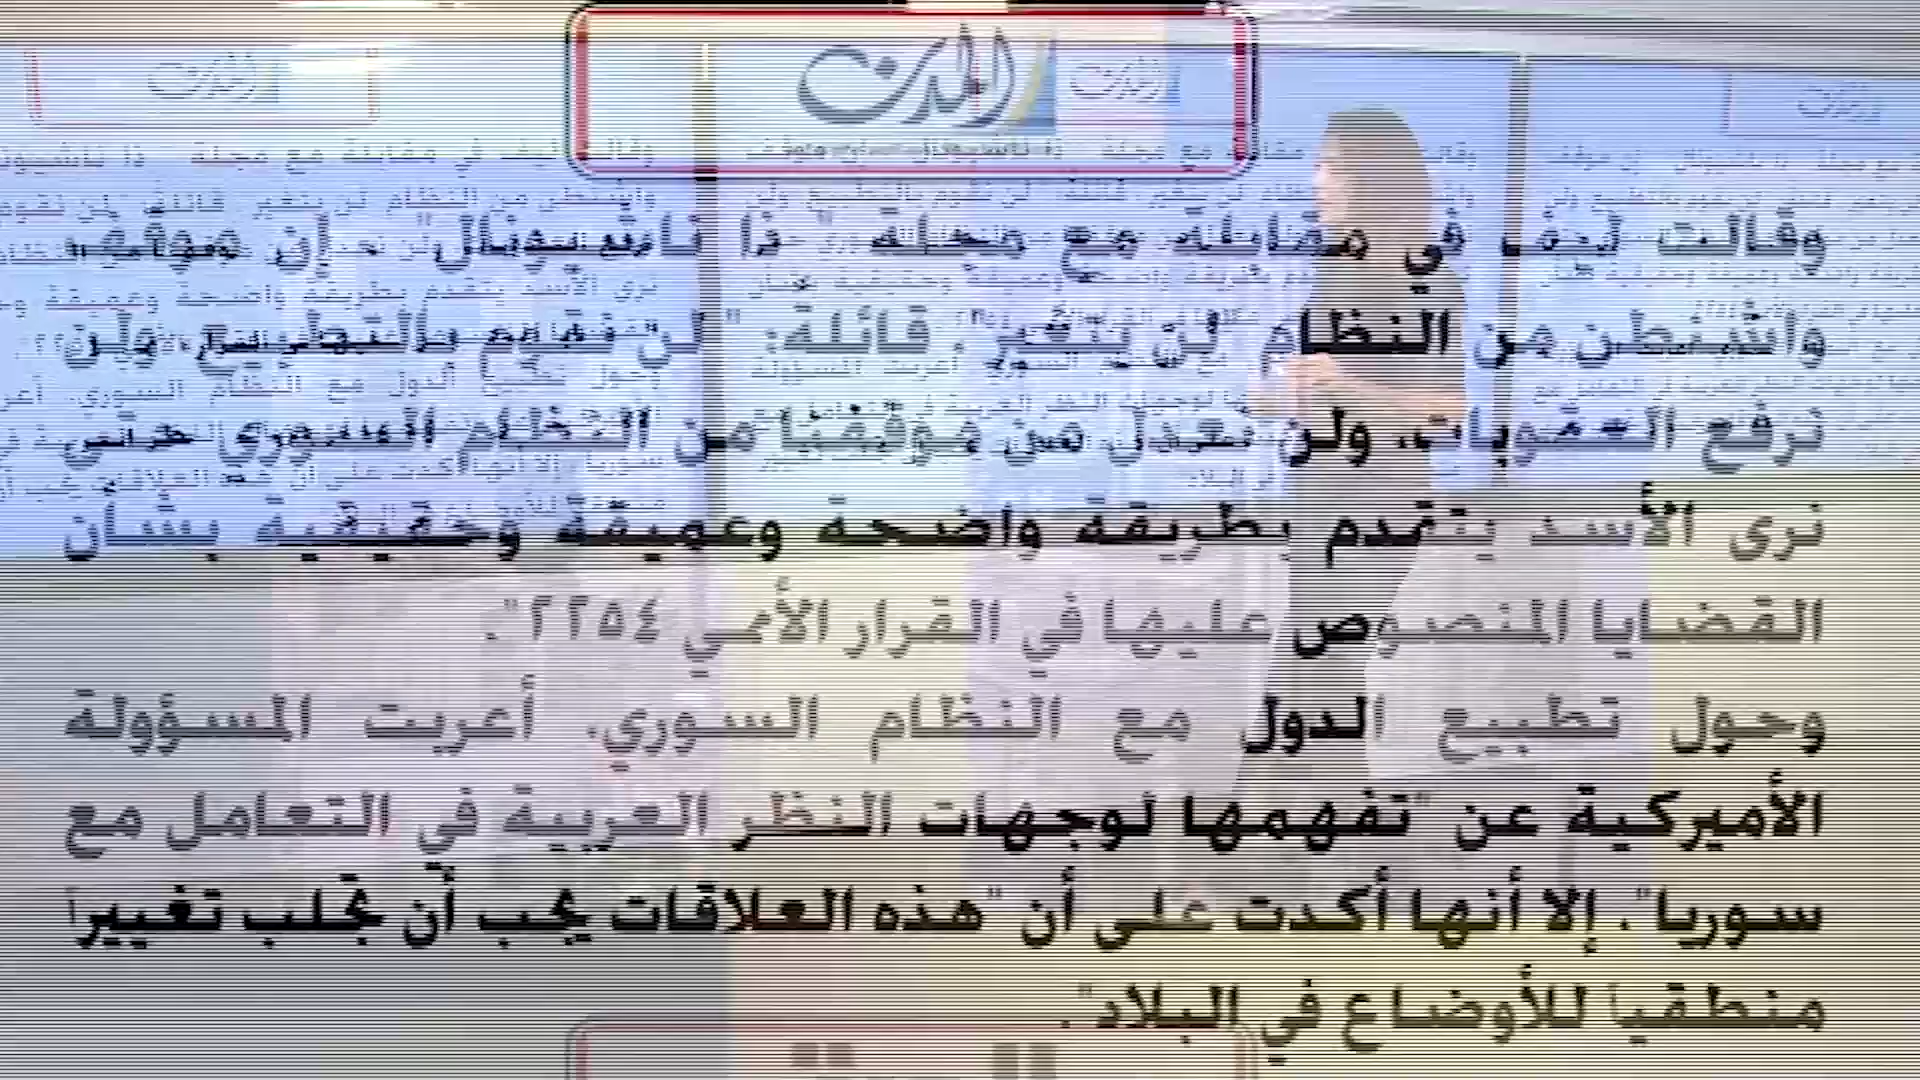 المدن
وقالت ليف في مقابلة مع مجلة "ذا ناشيونال" إن موقف
واشنطن من النظام لن يتغير، قائلة: "لن نقوم بالتطبيع، ولن
نرفع العقوبات، ولن نعدل من موقفنا من النظام السوري حتى
نرى الأسد يتقدم بطريقة واضحة وعميقة وحقيقية بشأن
القضايا المنصوص عليها في القرار الأممي ٢٢٥٤".
وحول تطبيع الدول مع النظام السوري، أعربت المسؤولة
الأميركية عن "تفهمها لوجهات النظر العربية في التعامل مع
سوريا". إلا أنها أكدت على أن "هذه العلاقات يجب أن تجلب تغييرا
منطقيا للأوضاع في البلاد".